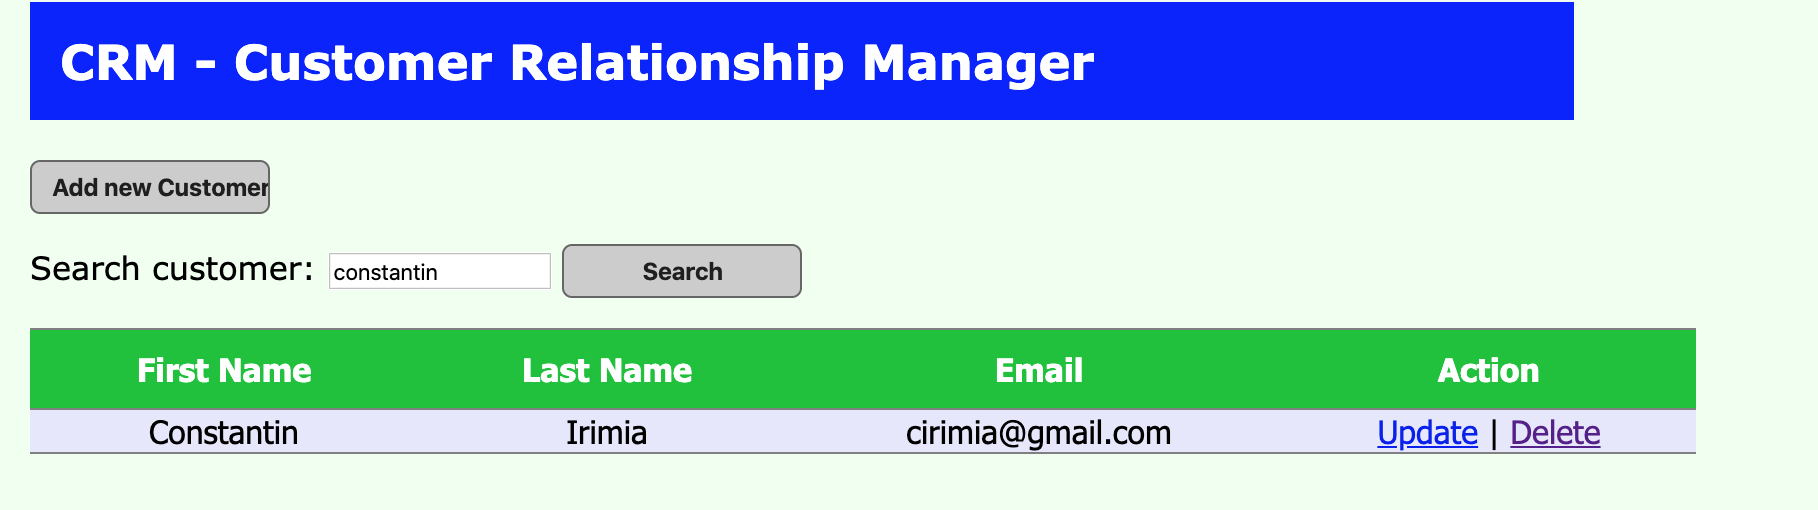 CRM - Customer Relationship Manager
Add new Customer
Search customer: constantin Search
First Name Last Name Email Action
Constantin Irimia cirimia@gmail.com Update | Delete